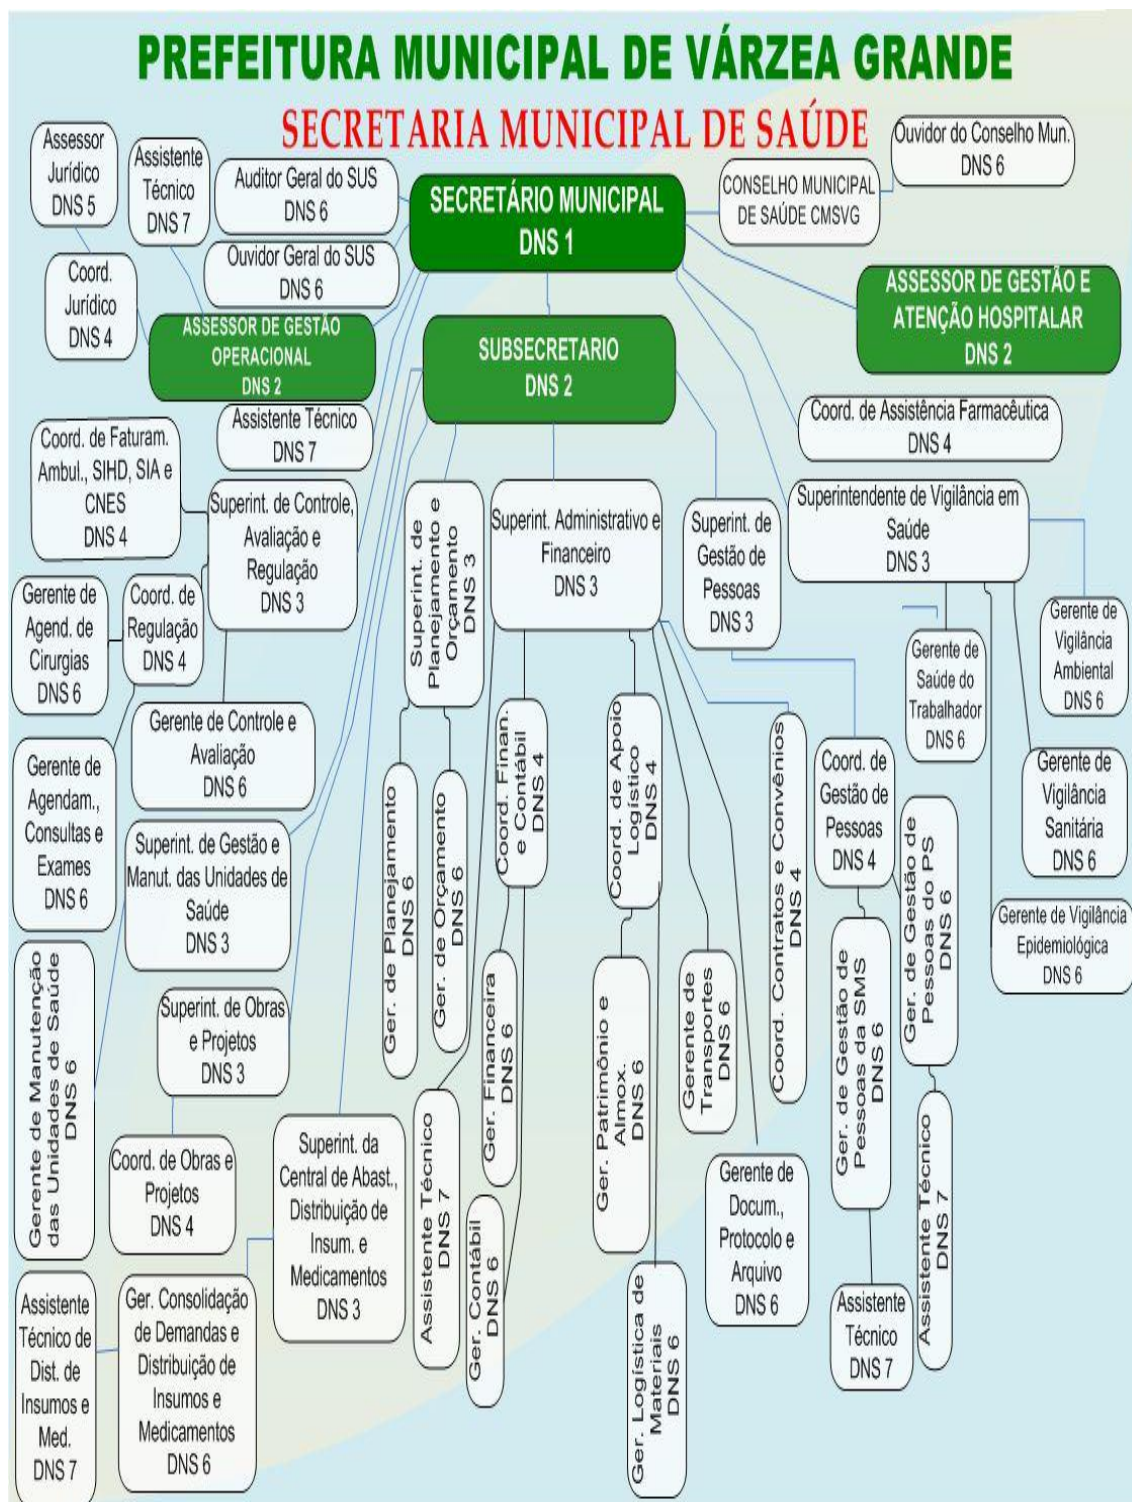 PREFEITURA MUNICIPAL DE VÁRZEA GRANDE
SECRETARIA MUNICIPAL DE SAÚDE
Assessor
Jurídico
DNS 5
Assistente
Técnico
DNS 7
Auditor Geral do SUS
DNS 6
SECRETÁRIO MUNICIPAL
DNS 1
CONSELHO MUNICIPAL
DE SAÚDE CMSVG
Ouvidor do Conselho Mun.
DNS 6
Ouvidor Geral do SUS
DNS 6
Coord.
Jurídico
DNS 4
ASSESSOR DE GESTÃO
OPERACIONAL
DNS 2
SUBSECRETARIO
DNS 2
ASSESSOR DE GESTÃO E
ATENÇÃO HOSPITALAR
DNS 2
Assistente Técnico
DNS 7
Coord. de Assistência Farmacêutica
DNS 4
Coord. de Faturam.
Ambul., SIHD, SIA e
CNES
DNS 4
Superint. de Controle,
Avaliação e
Regulação
DNS 3
Superint. de
Planejamento e
Orçamento
DNS 3
Superint. Administrativo e
Financeiro
DNS 3
Superint. de
Gestão de
Pessoas
DNS 3
Superintendente de Vigilância em
Saúde
DNS 3
Gerente de
Agend. de
Cirurgias
DNS 6
Coord. de
Regulação
DNS 4
Gerente de
Saúde do
Trabalhador
DNS 6
Gerente de
Vigilância
Ambiental
DNS 6
Gerente de Controle e
Avaliação
DNS 6
Gerente de
Agendam.,
Consultas e
Exames
DNS 6
Ger. de Planejamento
DNS 6
Ger. de Orçamento
DNS 6
Coord. Finan.
e Contábil
DNS 4
Coord. de Apoio
Logístico
DNS 4
Coord. Contratos e Convênios
DNS 4
Coord. de
Gestão de
Pessoas
DNS 4
Gerente de
Vigilância
Sanitária
DNS 6
Superint. de Gestão e
Manut. das Unidades de
Saúde
DNS 3
Ger. de Gestão de
Pessoas do PS
DNS 6
Gerente de Vigilância
Epidemiológica
DNS 6
Gerente de Manutenção
das Unidades de Saúde
DNS 6
Superint. de Obras
e Projetos
DNS 3
Ger. Financeira
DNS 6
Ger. Patrimônio e
Almox.
DNS 6
Gerente de
Transportes
DNS 6
Ger. de Gestão de
Pessoas da SMS
DNS 6
Coord. de Obras e
Projetos
DNS 4
Superint. da
Central de Abast.,
Distribuição de
Insum. e
Medicamentos
DNS 3
Assistente Técnico
DNS 7
Ger. Contábil
DNS 6
Gerente de
Docum.,
Protocolo e
Arquivo
DNS 6
Assistente Técnico
DNS 7
Assistente
Técnico de
Dist. de
Insumos e
Med.
DNS 7
Ger. Consolidação
de Demandas e
Distribuição de
Insumos e
Medicamentos
DNS 6
Ger. Logística de
Materiais
DNS 6
Assistente
Técnico
DNS 7